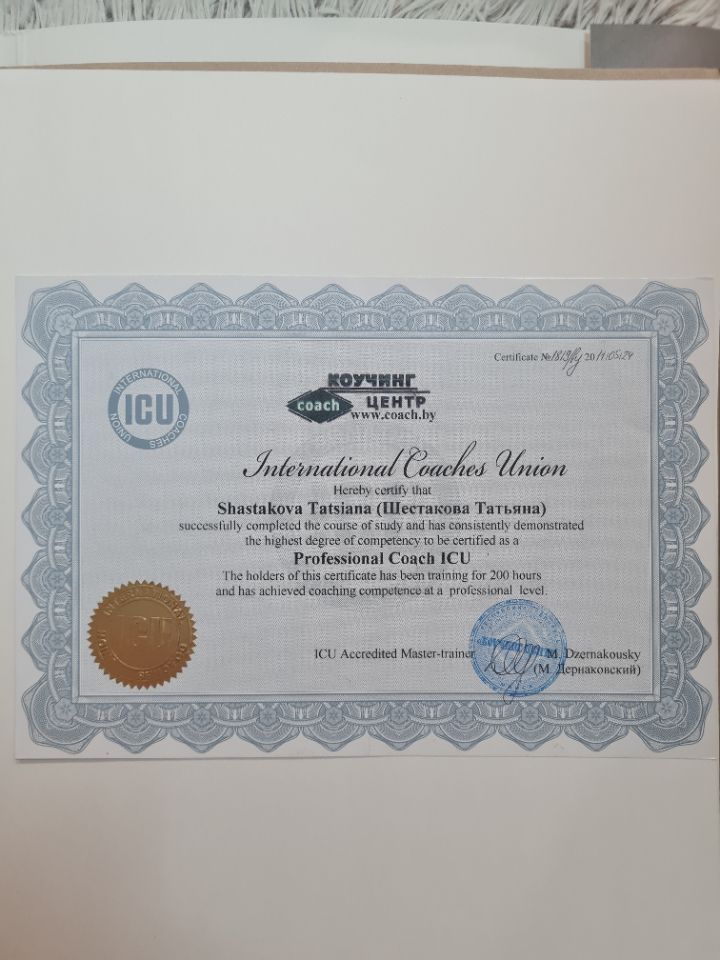 Certificate №
КОУЧИНГ
coach ЦЕНТР
www.coach.by
INTERNATIONAL
ICU
COACHES UNION
International Coaches Union
Hereby certify that
Shastakova Tatsiana (Шестакова Татьяна)
successfully completed the course of study and has consistently demonstrated
the highest degree of competency to be certified as a
Professional Coach ICU
The holders of this certificate has been training for 200 hours
and has achieved coaching competence at a professional level.
ICU
ICU Accredited Master-trainer M. Dzernakousky
(М. Дернаковский)